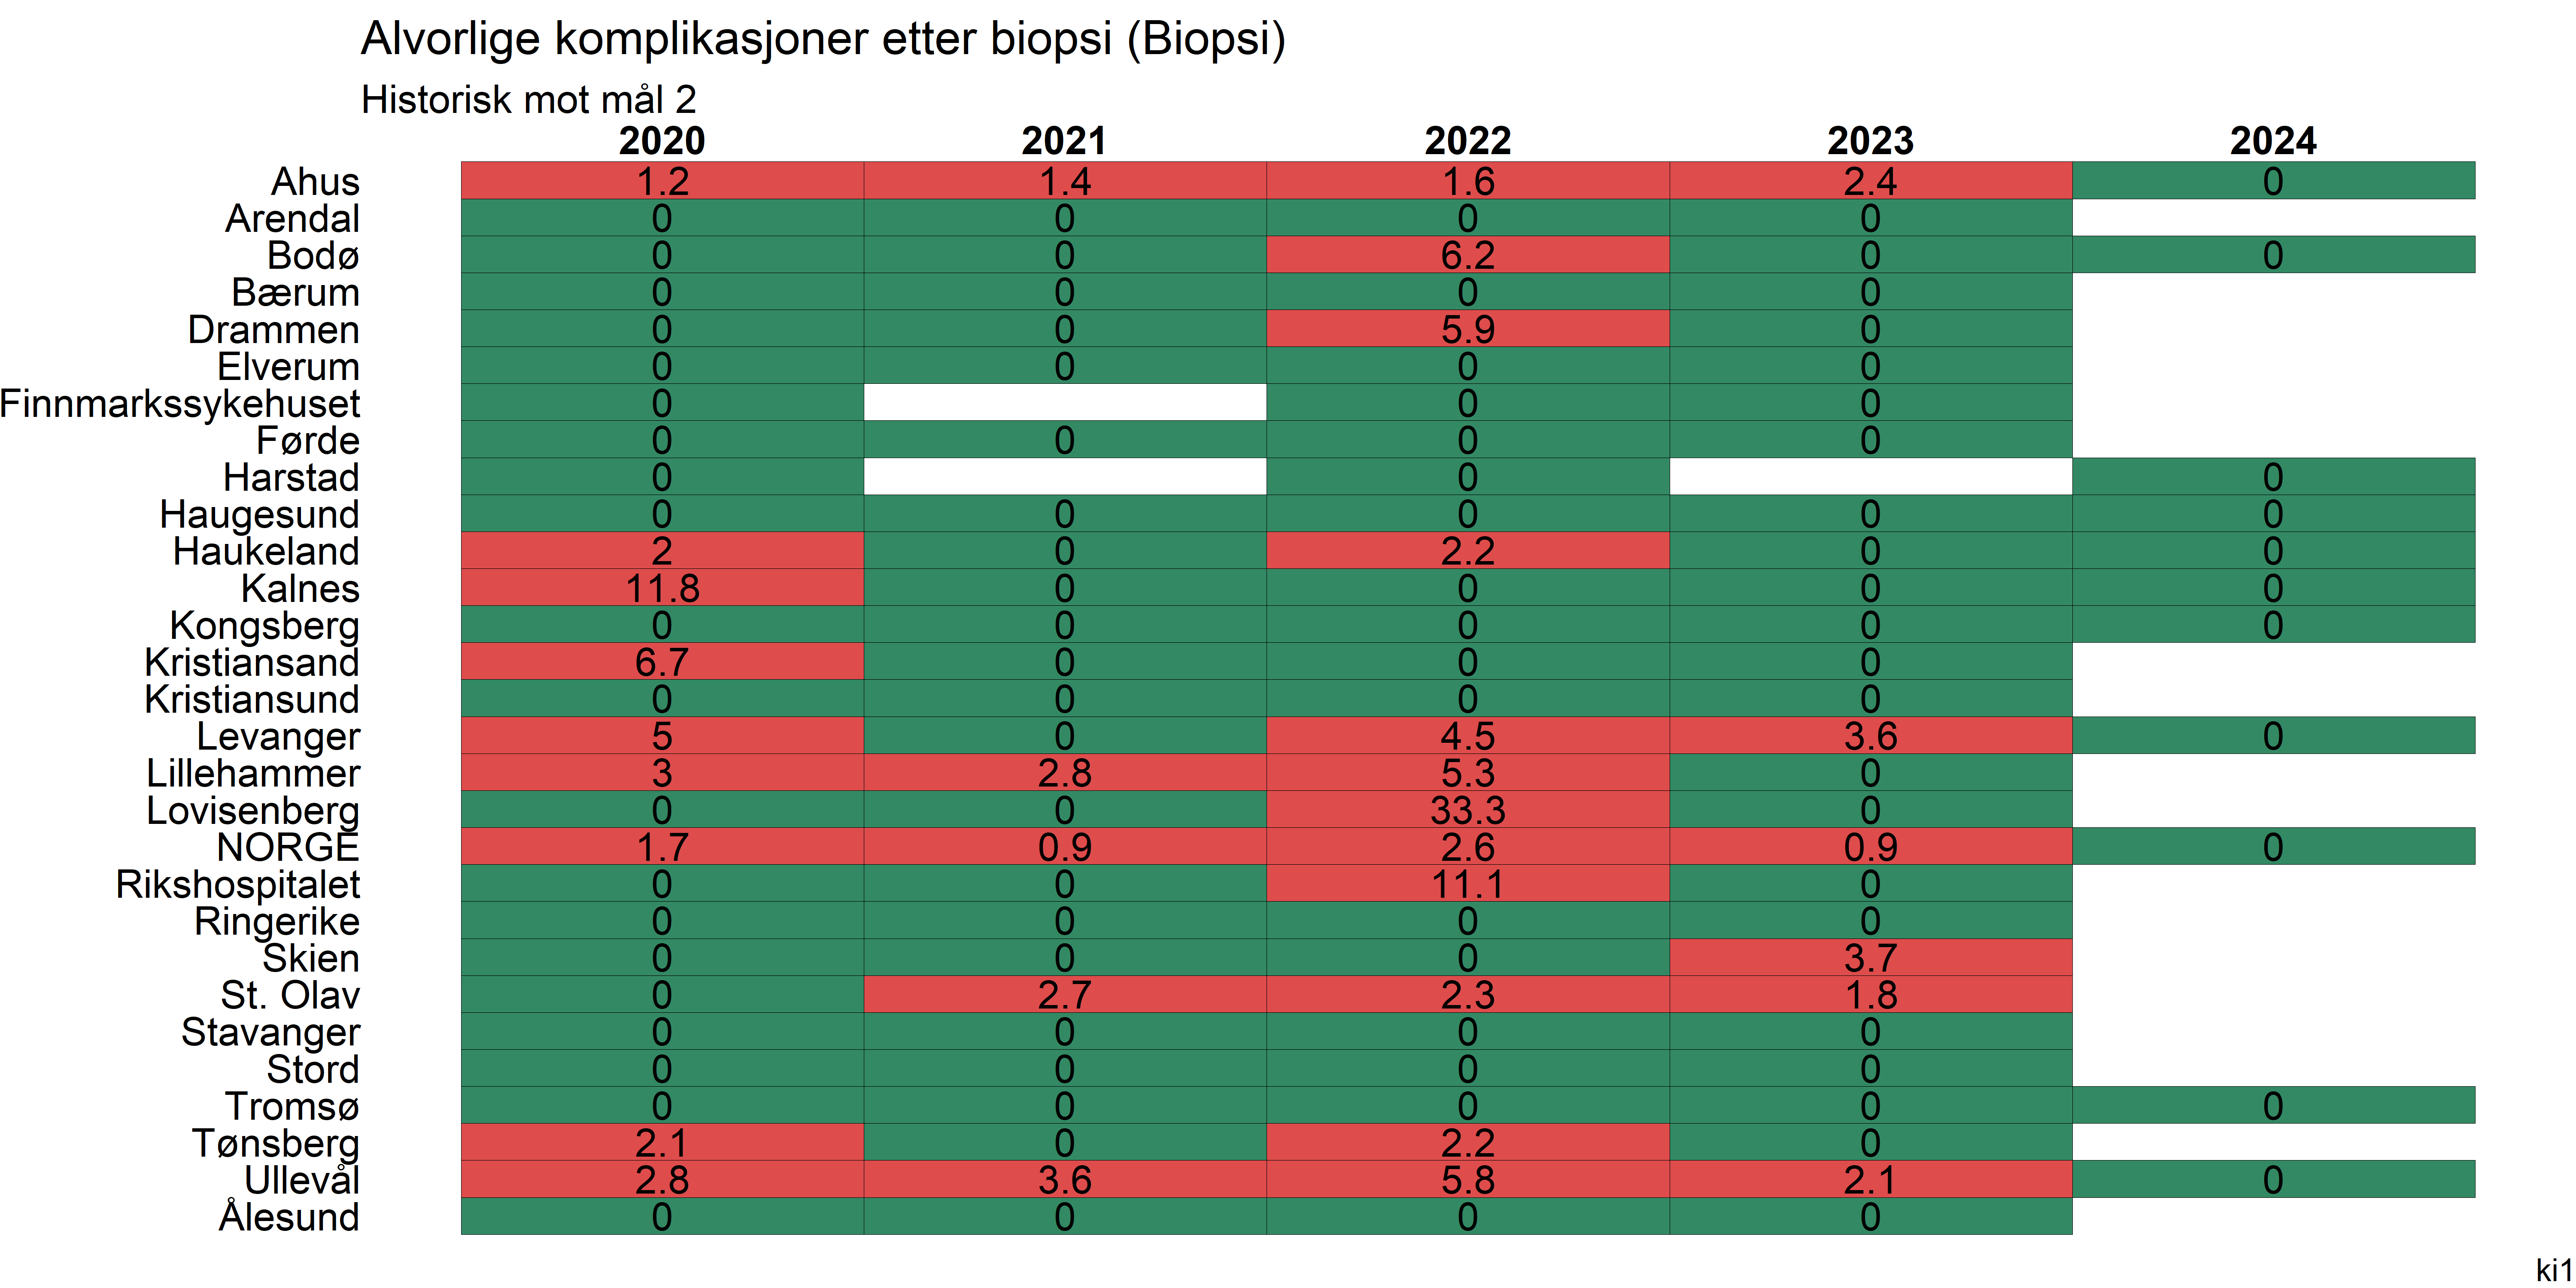 Alvorlige komplikasjoner etter biopsi (Biopsi)
Historisk mot mål 2
2020 2021 2022 2023 2024
Ahus 1.2 1.4 1.6 2.4 0
Arendal 0 0 0 0
Bodø 0 0 6.2 0 0
Bærum 0 0 0 0
Drammen 0 0 5.9 0
Elverum 0 0 0 0
Finnmarkssykehuset 0 0 0
Førde 0 0 0 0
Harstad 0 0 0
Haugesund 0 0 0 0 0
Haukeland 2 0 2.2 0 0
Kalnes 11.8 0 0 0 0
Kongsberg 0 0 0 0 0
Kristiansand 6.7 0 0 0
Kristiansund 0 0 0 0
Levanger 5 0 4.5 3.6 0
Lillehammer 3 2.8 5.3 0
Lovisenberg 0 0 33.3 0
NORGE 1.7 0.9 2.6 0.9 0
Rikshospitalet 0 0 11.1 0
Ringerike 0 0 0 0
Skien 0 0 0 3.7
St. Olav 0 2.7 2.3 1.8
Stavanger 0 0 0 0
Stord 0 0 0 0
Tromsø 0 0 0 0 0
Tønsberg 2.1 0 2.2 0
Ullevål 2.8 3.6 5.8 2.1 0
Ålesund 0 0 0 0
ki1